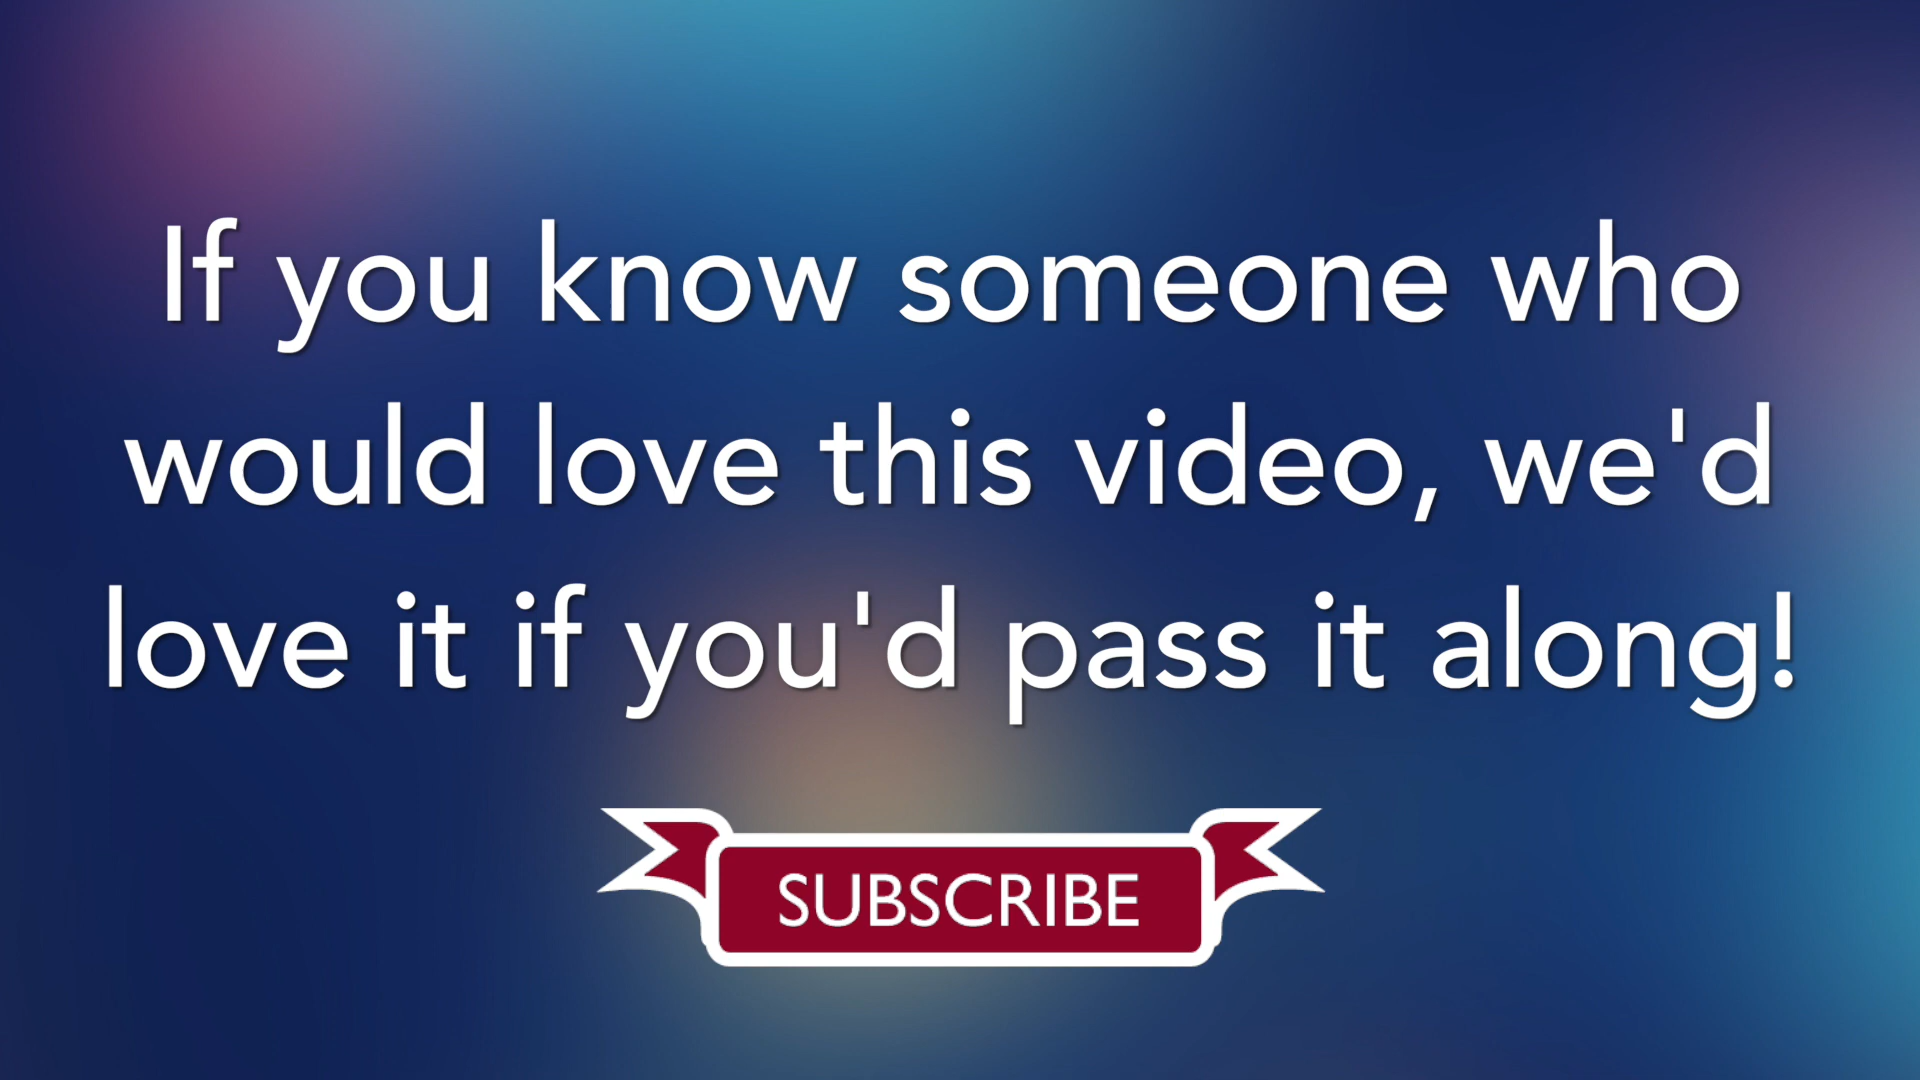 If you know someone who
would love this video, we'd
love it if you'd pass it along!
SUBSCRIBE